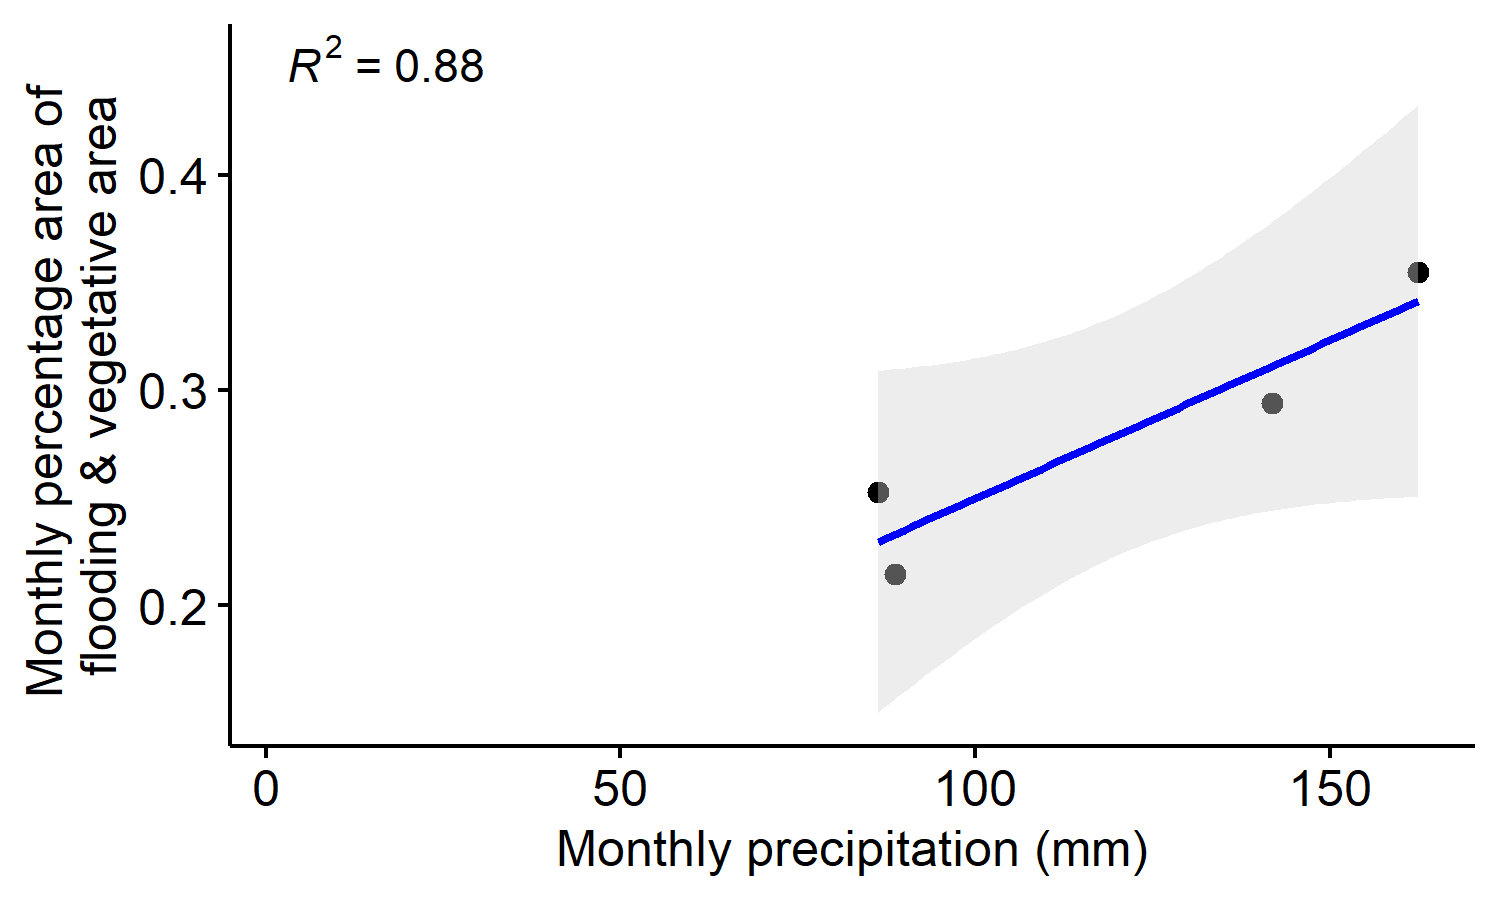 R² = 0.88
Monthly percentage area of
flooding & vegetative area
0.4
0.3
0.2
0 50 100 150
Monthly precipitation (mm)